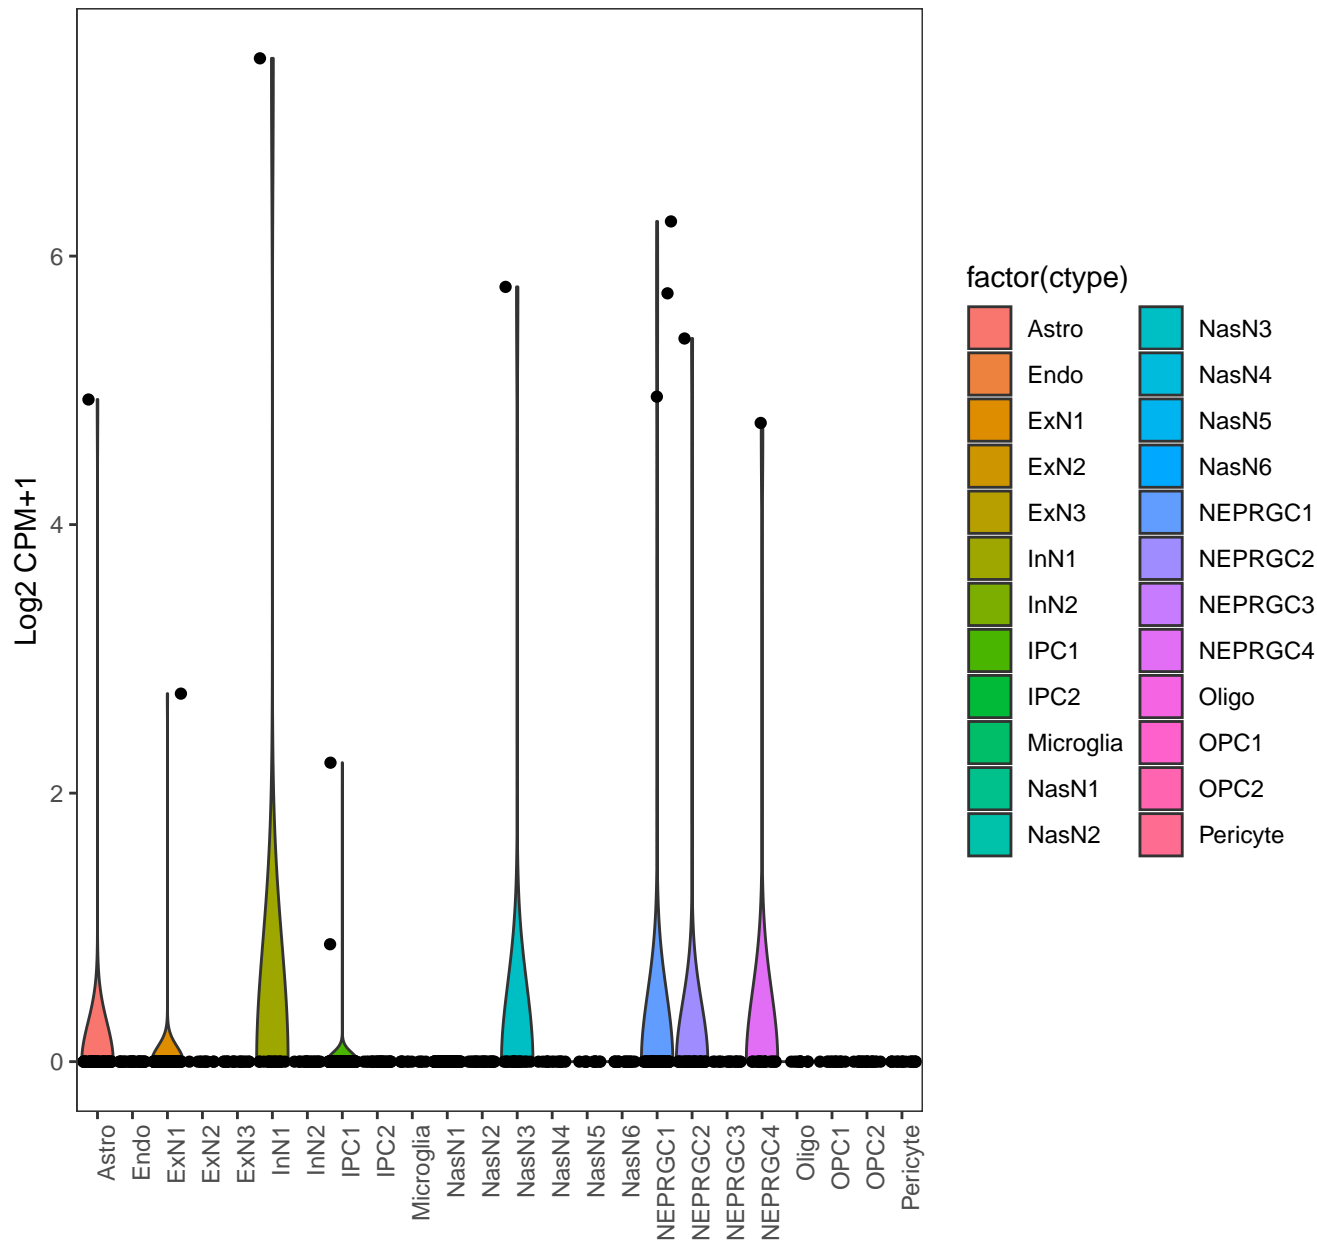 Log2 CPM+1
6
4
2
0
Astro
Endo
ExN1
ExN2
ExN3
InN1
InN2
IPC1
IPC2
Microglia
NasN1
NasN2
NasN3
NasN4
NasN5
NasN6
NEPRGC1
NEPRGC2
NEPRGC3
NEPRGC4
Oligo
OPC1
OPC2
Pericyte
factor(ctype)
Astro
Endo
ExN1
ExN2
ExN3
InN1
InN2
IPC1
IPC2
Microglia
NasN1
NasN2
NasN3
NasN4
NasN5
NasN6
NEPRGC1
NEPRGC2
NEPRGC3
NEPRGC4
Oligo
OPC1
OPC2
Pericyte